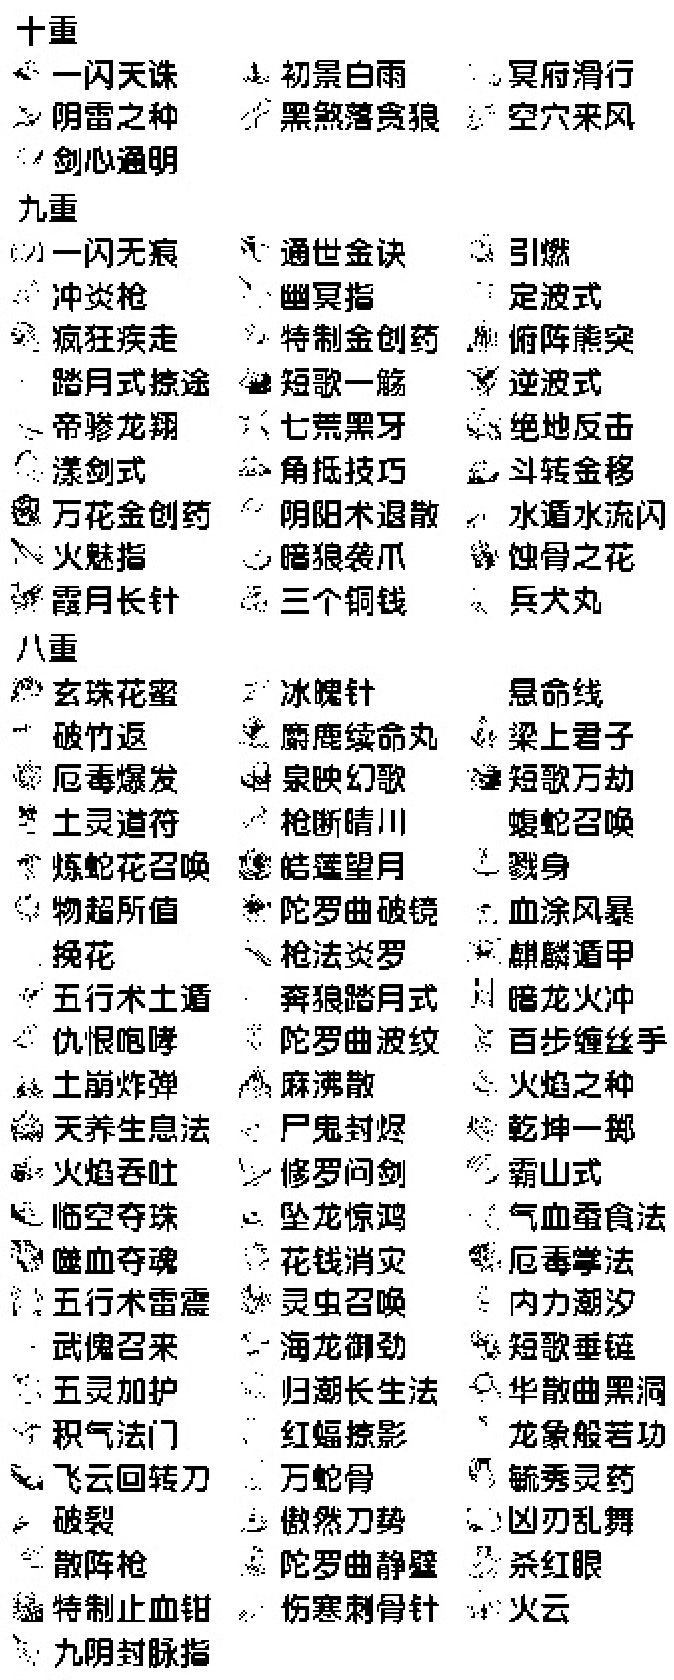 十重
一闪天诛 初景白雨 冥府滑行
阴雷之种 黑煞落贪狼 空穴来风
剑心通明
九重
一闪无痕 通世金诀 引燃
冲炎枪 幽冥指 定波式
疯狂疾走 特制金创药 俯阵熊突
踏月式掠途 短歌一觞 逆波式
帝骖龙翔 七荒黑牙 绝地反击
漾剑式 角抵技巧 斗转金移
万花金创药 阴阳术退散 水遁水流闪
火魅指 暗狼袭爪 蚀骨之花
霞月长针 三个铜钱 兵犬丸
八重
玄珠花蜜 冰魄针 悬命线
破竹返 麝鹿续命丸 梁上君子
厄毒爆发 泉映幻歌 短歌万劫
土灵道符 枪断晴川 蝮蛇召唤
炼蛇花召唤 皓莲望月 戮身
物超所值 陀罗曲破镜 血涂风暴
挽花 枪法炎罗 麒麟遁甲
五行术土遁 奔狼踏月式 暗龙火冲
仇恨咆哮 陀罗曲波纹 百步缠丝手
土崩炸弹 麻沸散 火焰之种
天养生息法 尸鬼封烬 乾坤一掷
火焰吞吐 修罗问剑 霸山式
临空夺珠 坠龙惊鸿 气血蚕食法
噬血夺魂 花钱消灾 厄毒掌法
五行术雷震 灵虫召唤 内力潮汐
武傀召来 海龙御劲 短歌垂链
五灵加护 归潮长生法 华散曲黑洞
积气法门 红蝠掠影 龙象般若功
飞云回转刀 万蛇骨 毓秀灵药
破裂 傲然刀势 凶刃乱舞
散阵枪 陀罗曲静壁 杀红眼
特制止血钳 伤寒刺骨针 火云
九阴封脉指